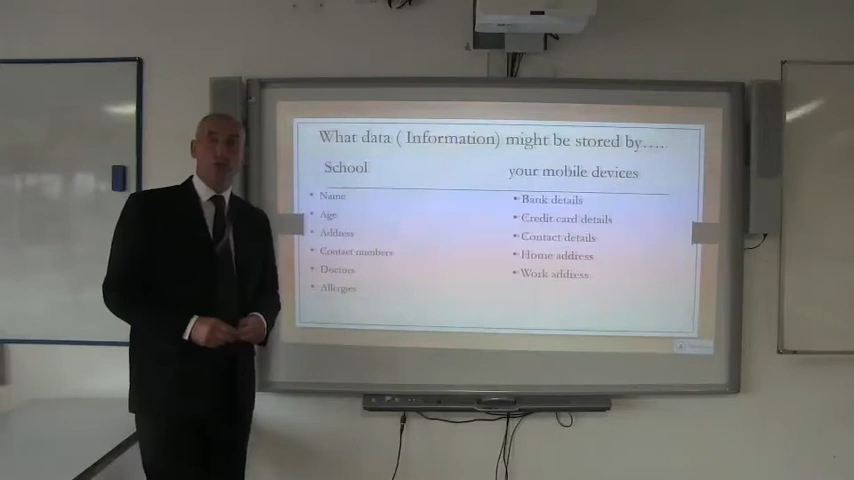 What data ( Information) might be stored by….
School
your mobile devices
• Name
• Age
• Address
• Contact numbers
• Doctors
• Allergies
• Bank details
• Credit card details
• Contact details
• Home address
• Work address